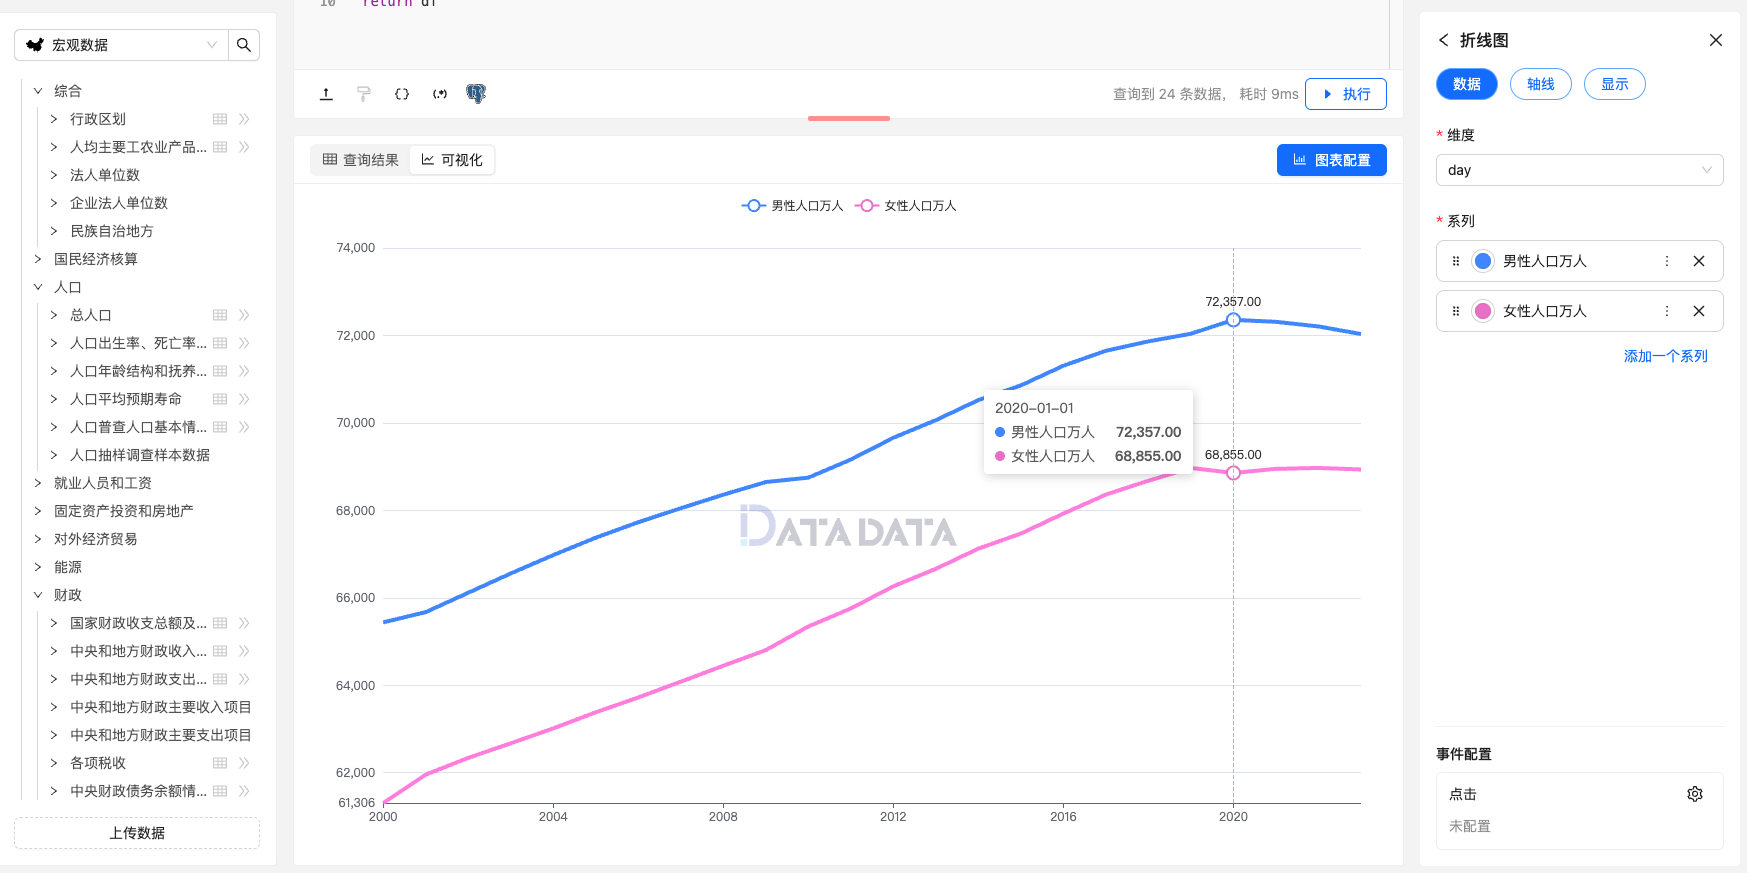 宏观数据
综合
行政区划
人均主要工农业产品...
法人单位数
企业法人单位数
民族自治地方
国民经济核算
人口
总人口
人口出生率、死亡率...
人口年龄结构和抚养...
人口平均预期寿命
人口普查人口基本情...
人口抽样调查样本数据
就业人员和工资
固定资产投资和房地产
对外经济贸易
能源
财政
国家财政收支总额及...
中央和地方财政收入...
中央和地方财政支出...
中央和地方财政主要收入项目
中央和地方财政主要支出项目
各项税收
中央财政债务余额情...
上传数据
10 return df
{} (.*)
查询到 24 条数据， 耗时 9ms
执行
查询结果 可视化
图表配置
男性人口万人 女性人口万人
74,000
72,000
70,000
68,000
66,000
64,000
62,000
61,306
2000 2004 2008 2012 2016 2020
72,357.00
68,855.00
2020-01-01
男性人口万人 72,357.00
女性人口万人 68,855.00
DATA DATA
折线图
数据 轴线 显示
* 维度
day
* 系列
男性人口万人
女性人口万人
添加一个系列
事件配置
点击
未配置